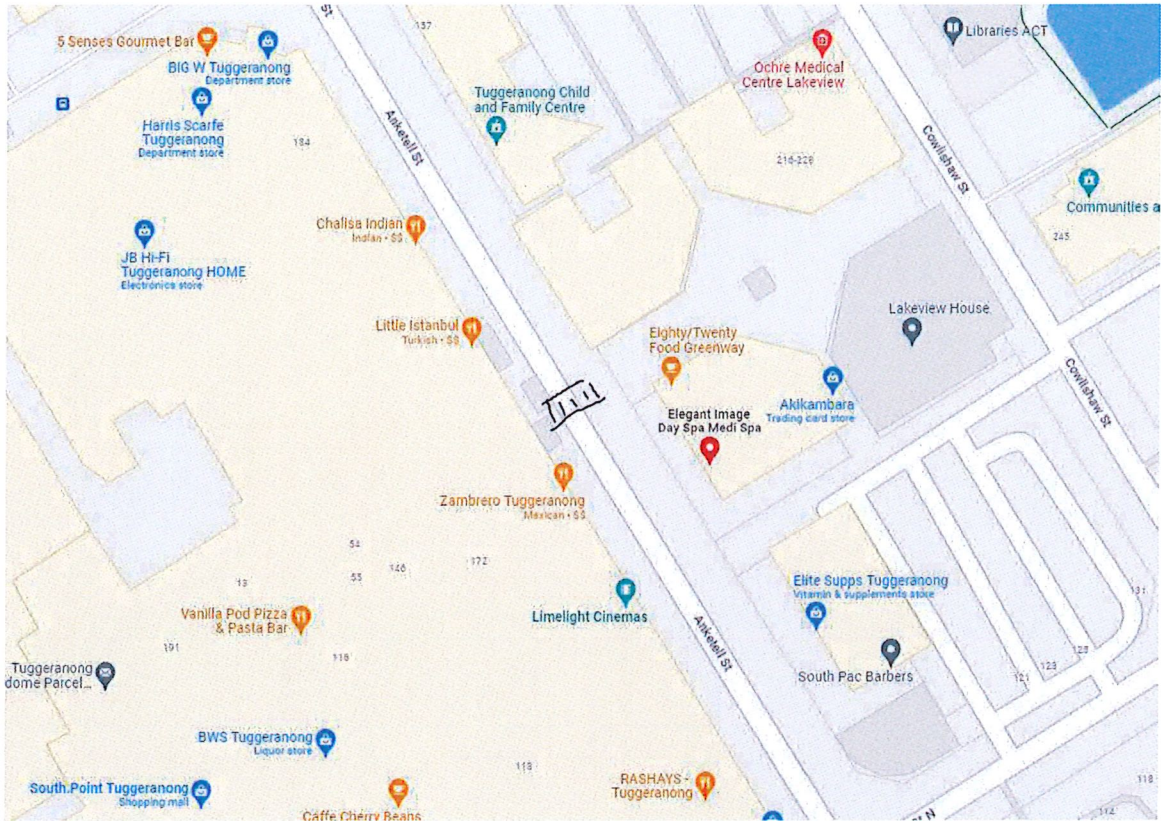 St
137
5 Senses Gourmet Bar
BIG W Tuggeranong
Department store
Libraries ACT
Ochre Medical
Centre Lakeview
Tuggeranong Child
and Family Centre
Harris Scarfe
Tuggeranong
Department store
184
Anketell St
Cowlishaw St
216-228
Communities a
245
Chalisa Indian
Indian • $$
JB Hi-Fi
Tuggeranong HOME
Electronics store
Little Istanbul
Turkish • $$
Lakeview House
Eighty/Twenty
Food Greenway
Akikambara
Trading card store
Cowlishaw St
Elegant Image
Day Spa Medi Spa
Zambrero Tuggeranong
Mexican • $$
54
55
146
172
13
Elite Supps Tuggeranong
Vitamin & supplements store
131
Vanilla Pod Pizza
& Pasta Bar
Limelight Cinemas
Anketell St
191
116
125
123
121
Tuggeranong
dome Parcel...
South Pac Barbers
BWS Tuggeranong
Liquor store
118
RASHAYS -
Tuggeranong
South.Point Tuggeranong
Shopping mall
Caffe Cherry Beans
118
114